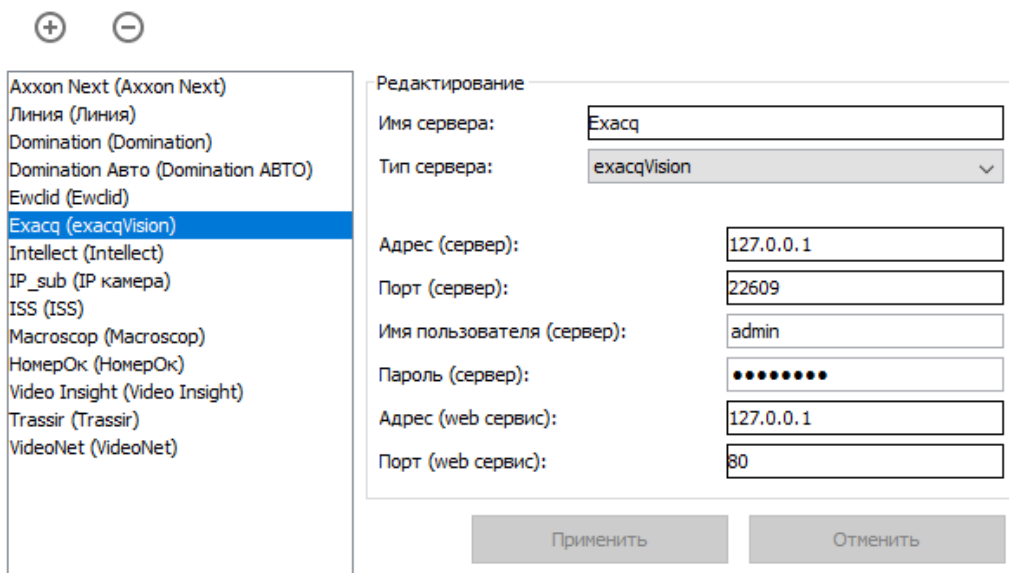 Axxon Next (Axxon Next)
Линия (Линия)
Domination (Domination)
Domination Авто (Domination АВТО)
Ewclid (Ewclid)
Exacq (exacqVision)
Intellect (Intellect)
IP_sub (IP камера)
ISS (ISS)
Macroscop (Macroscop)
НомерОк (НомерОк)
Video Insight (Video Insight)
Trassir (Trassir)
VideoNet (VideoNet)
Редактирование
Имя сервера: Exacq
Тип сервера: exacqVision
Адрес (сервер): 127.0.0.1
Порт (сервер): 22609
Имя пользователя (сервер): admin
Пароль (сервер): ●●●●●●●●
Адрес (web сервис): 127.0.0.1
Порт (web сервис): 80
Применить Отменить